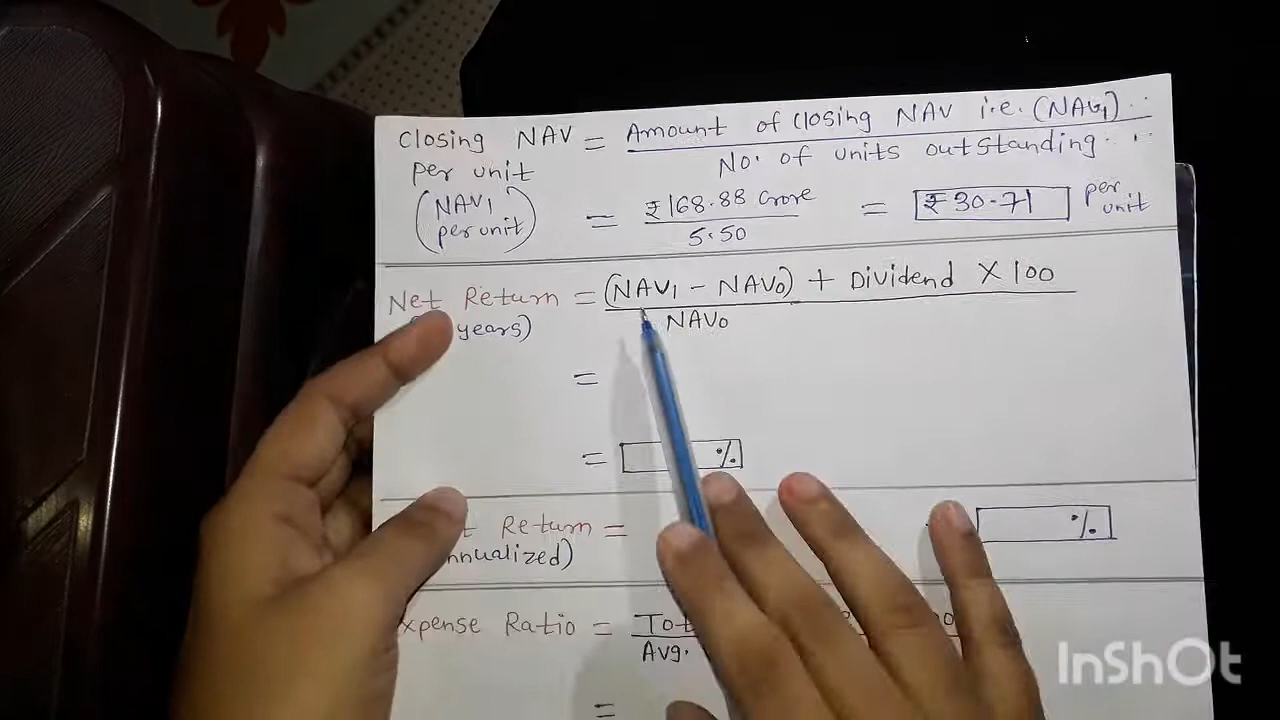 Closing NAV = Amount of closing NAV i.e. (NAV₁)
per unit No. of units outstanding.
(NAV₁ per unit) = ₹168.88 Crore / 5.50 = ₹30.71 per unit
Net Return = (NAV₁ - NAV₀) + Dividend X 100
years) NAV₀
=
= %
Return = %
nnualized)
xpense Ratio = Tot
Avg.
=
InShOt